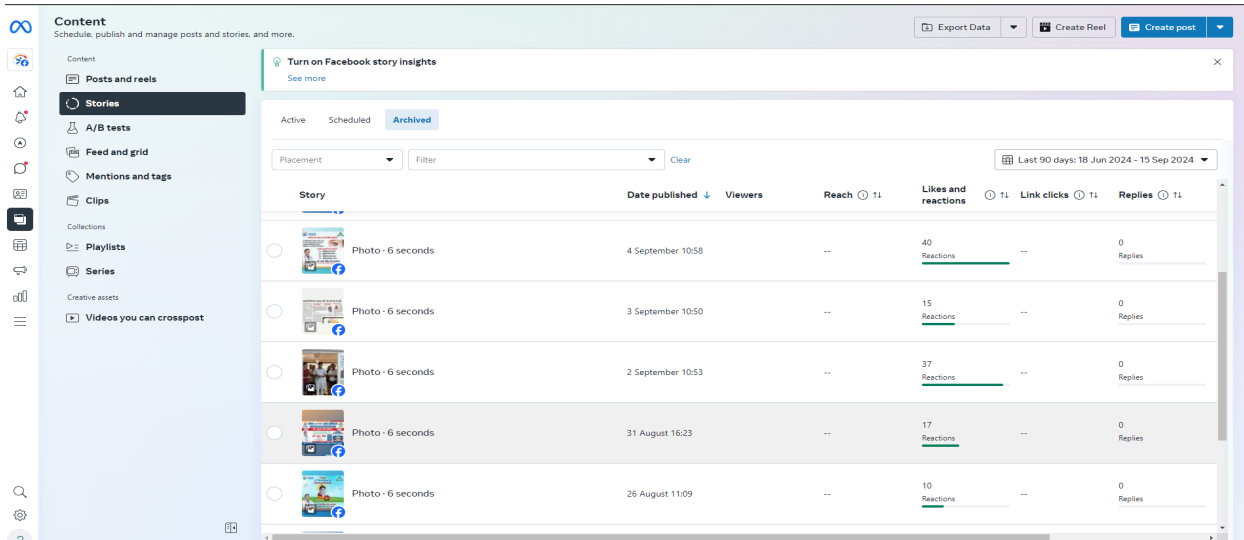 Content
Schedule, publish and manage posts and stories, and more.
Export Data
Create Reel
Create post
Content
Posts and reels
Stories
A/B tests
Feed and grid
Mentions and tags
Clips
Collections
Playlists
Series
Creative assets
Videos you can crosspost
Turn on Facebook story insights
See more
Active Scheduled Archived
Placement Filter Clear Last 90 days: 18 Jun 2024 - 15 Sep 2024
Story Date published Viewers Reach Likes and reactions Link clicks Replies
Photo · 6 seconds 4 September 10:58 -- 40 -- 0
Reactions Replies
Photo · 6 seconds 3 September 10:50 -- 15 -- 0
Reactions Replies
Photo · 6 seconds 2 September 10:53 -- 37 -- 0
Reactions Replies
Photo · 6 seconds 31 August 16:23 -- 17 -- 0
Reactions Replies
Photo · 6 seconds 26 August 11:09 -- 10 -- 0
Reactions Replies